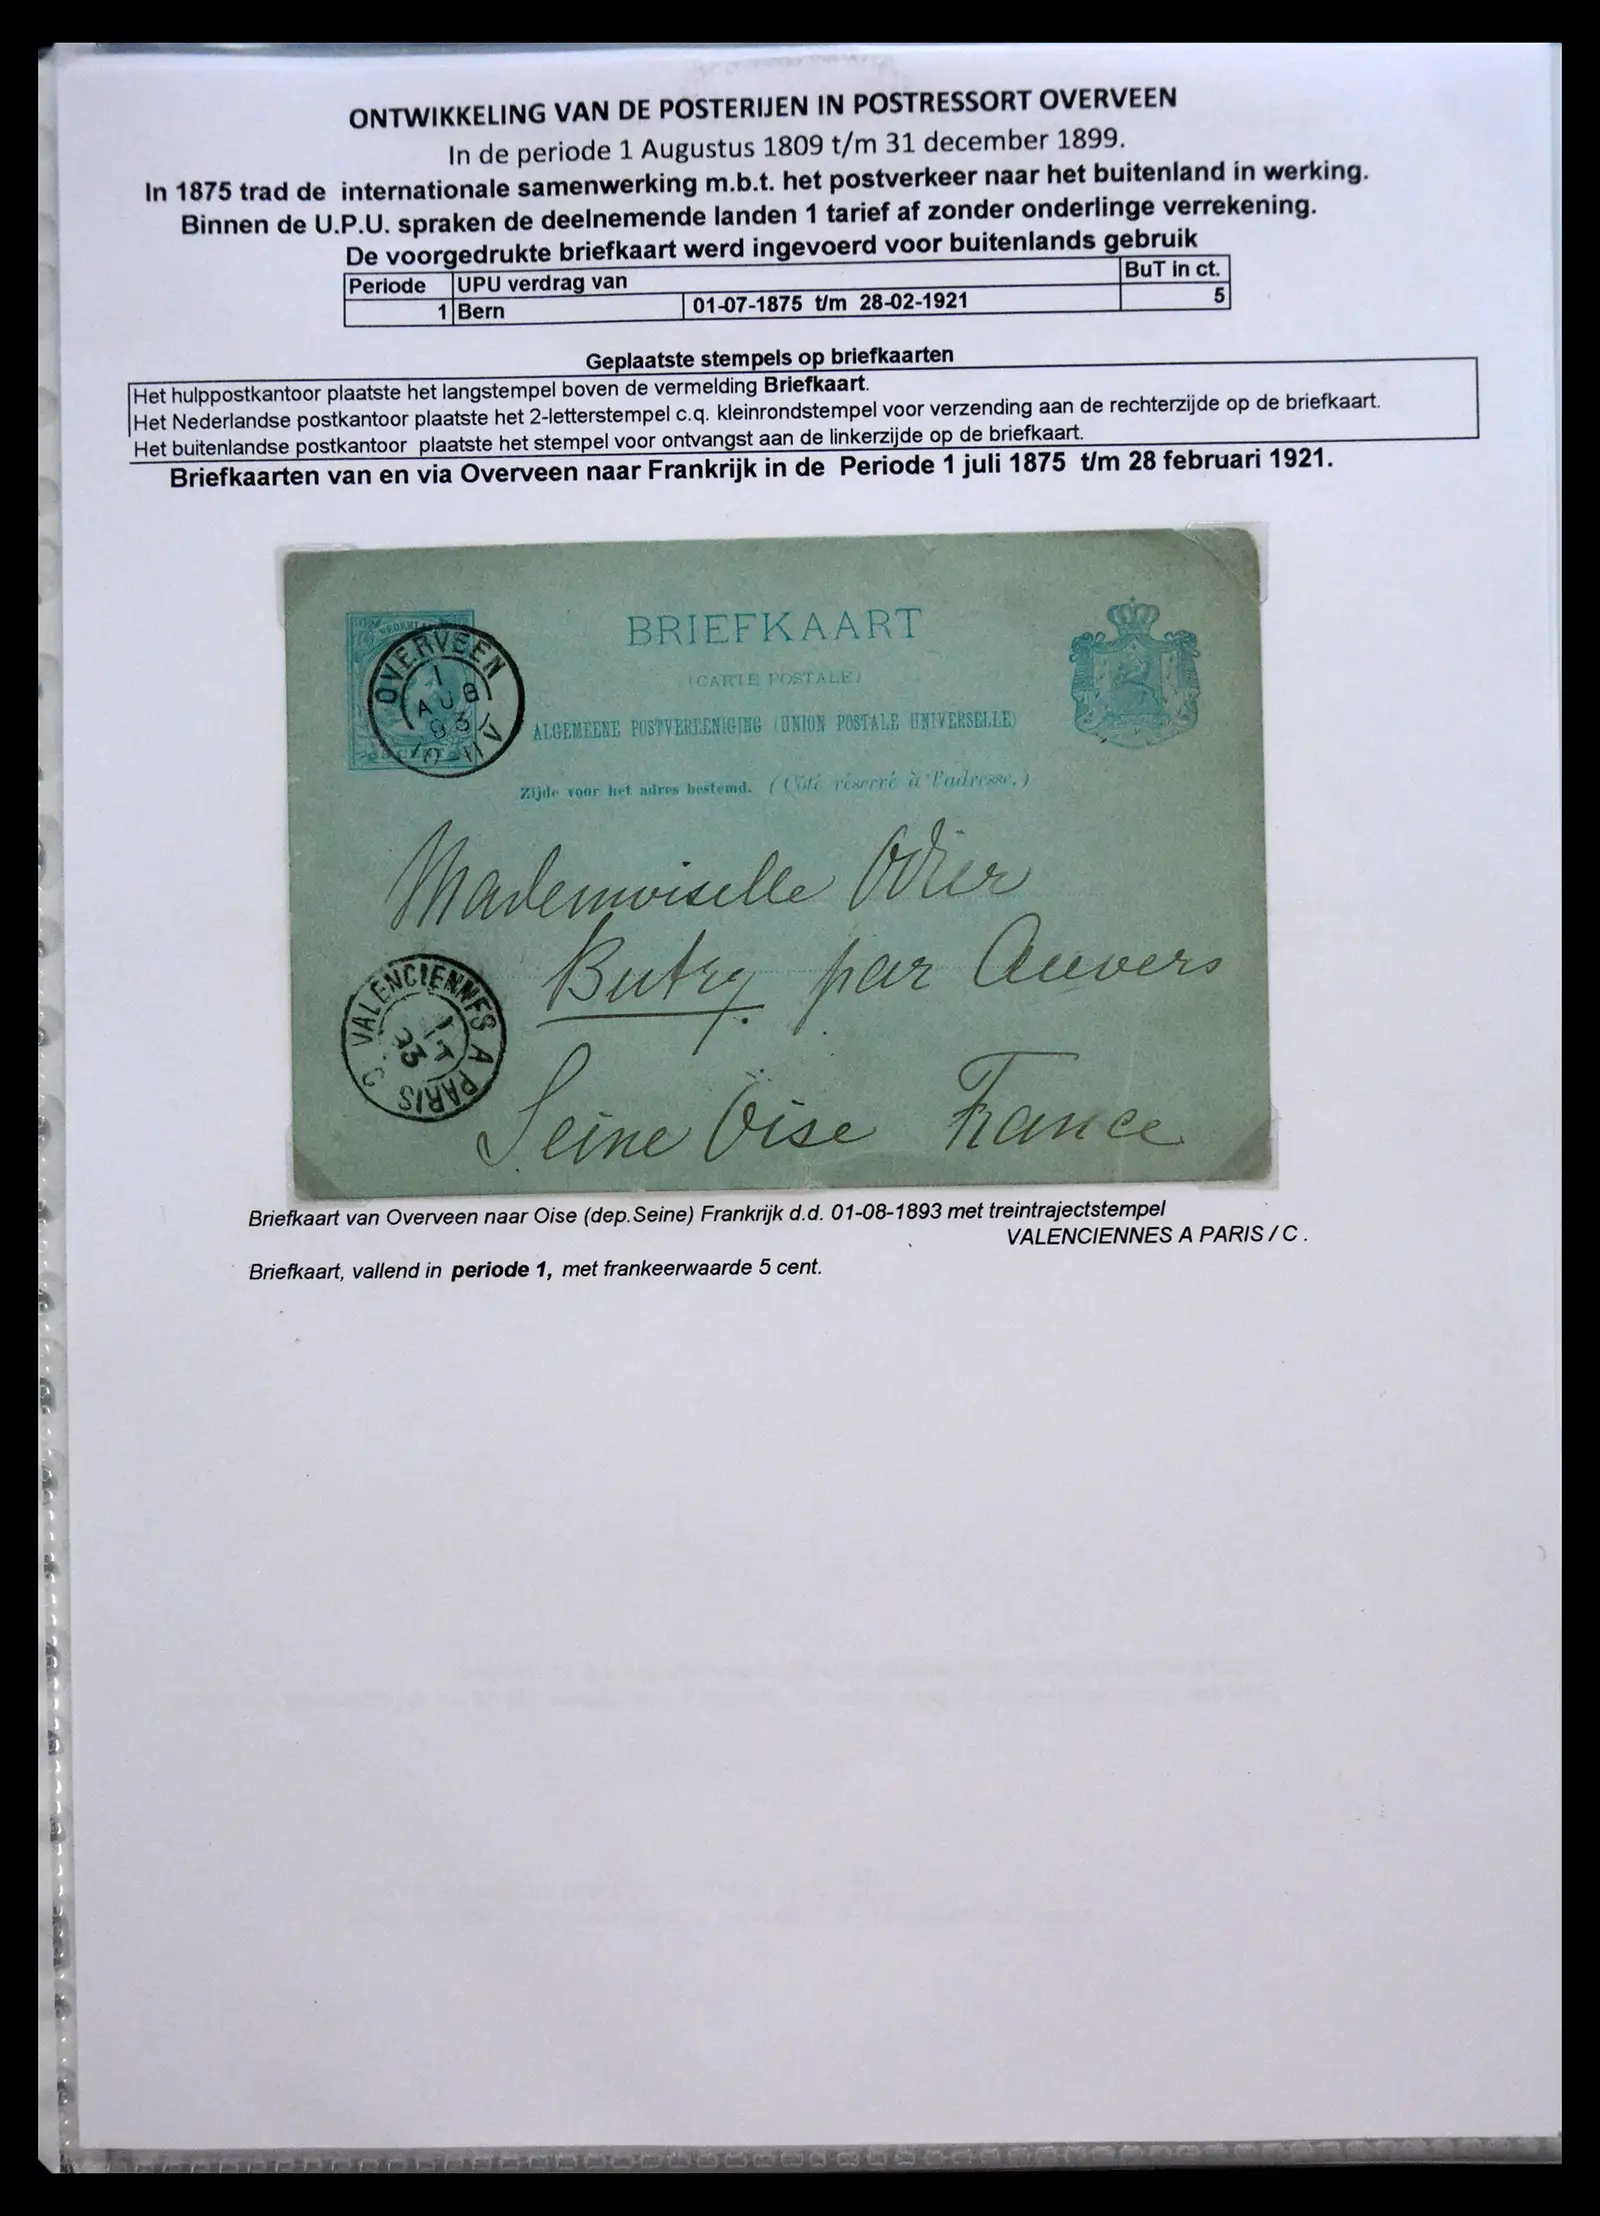 ONTWIKKELING VAN DE POSTERIJEN IN POSTRESSORT OVERVEEN
In de periode 1 Augustus 1809 t/m 31 december 1899.
In 1875 trad de internationale samenwerking m.b.t. het postverkeer naar het buitenland in werking.
Binnen de U.P.U. spraken de deelnemende landen 1 tarief af zonder onderlinge verrekening.
De voorgedrukte briefkaart werd ingevoerd voor buitenlands gebruik
Periode UPU verdrag van BuT in ct.
1 Bern 01-07-1875 t/m 28-02-1921 5
Geplaatste stempels op briefkaarten
Het hulppostkantoor plaatste het langstempel boven de vermelding Briefkaart.
Het Nederlandse postkantoor plaatste het 2-letterstempel c.q. kleinrondstempel voor verzending aan de rechterzijde op de briefkaart.
Het buitenlandse postkantoor plaatste het stempel voor ontvangst aan de linkerzijde op de briefkaart.
Briefkaarten van en via Overveen naar Frankrijk in de Periode 1 juli 1875 t/m 28 februari 1921.
BRIEFKAART
(CARTE POSTALE)
ALGEMEENE POSTVEREENIGING (UNION POSTALE UNIVERSELLE)
Zijde voor het adres bestemd. (Côté réservé à l'adresse.)
OVERVEEN
1
AUG
93
10-11V
5 CENT
Mademoiselle Odier
Butry par Auvers
Seine Oise France
VALENCIENNES A PARIS C
93
Briefkaart van Overveen naar Oise (dep.Seine) Frankrijk d.d. 01-08-1893 met treintrajectstempel
VALENCIENNES A PARIS / C .
Briefkaart, vallend in periode 1, met frankeerwaarde 5 cent.